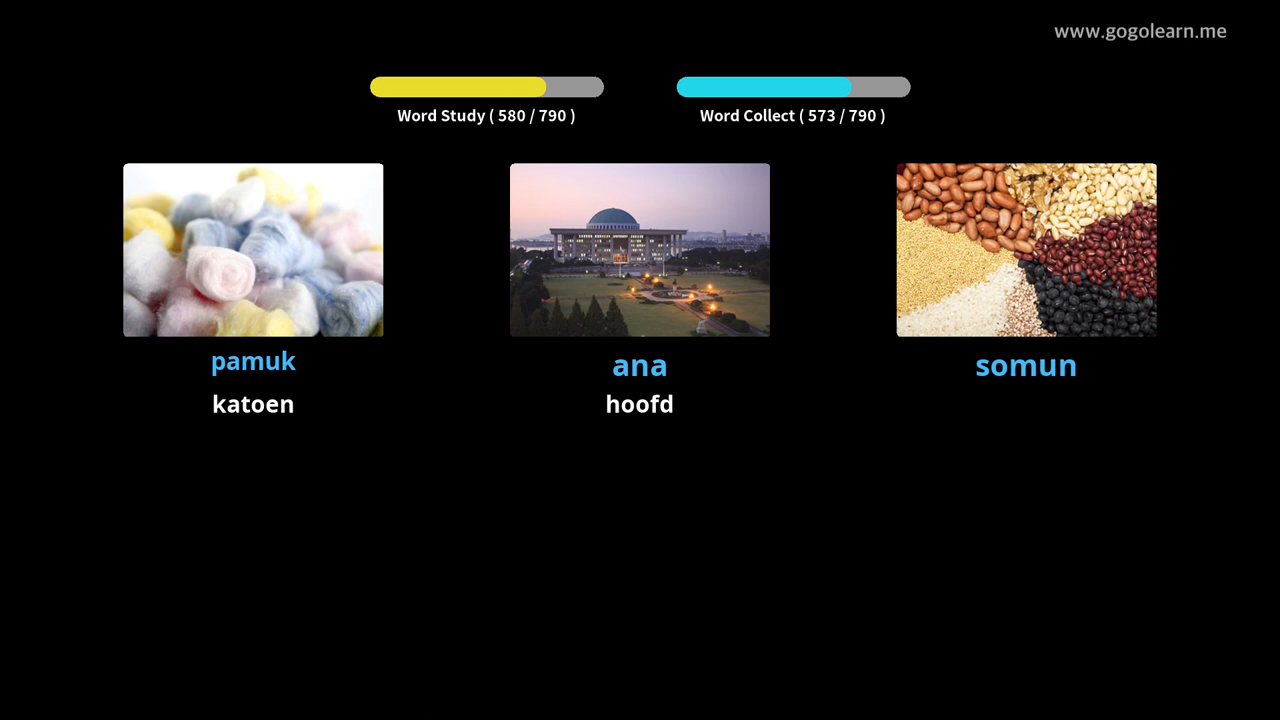 www.gogolearn.me
Word Study ( 580 / 790 )
Word Collect ( 573 / 790 )
pamuk
katoen
ana
hoofd
somun